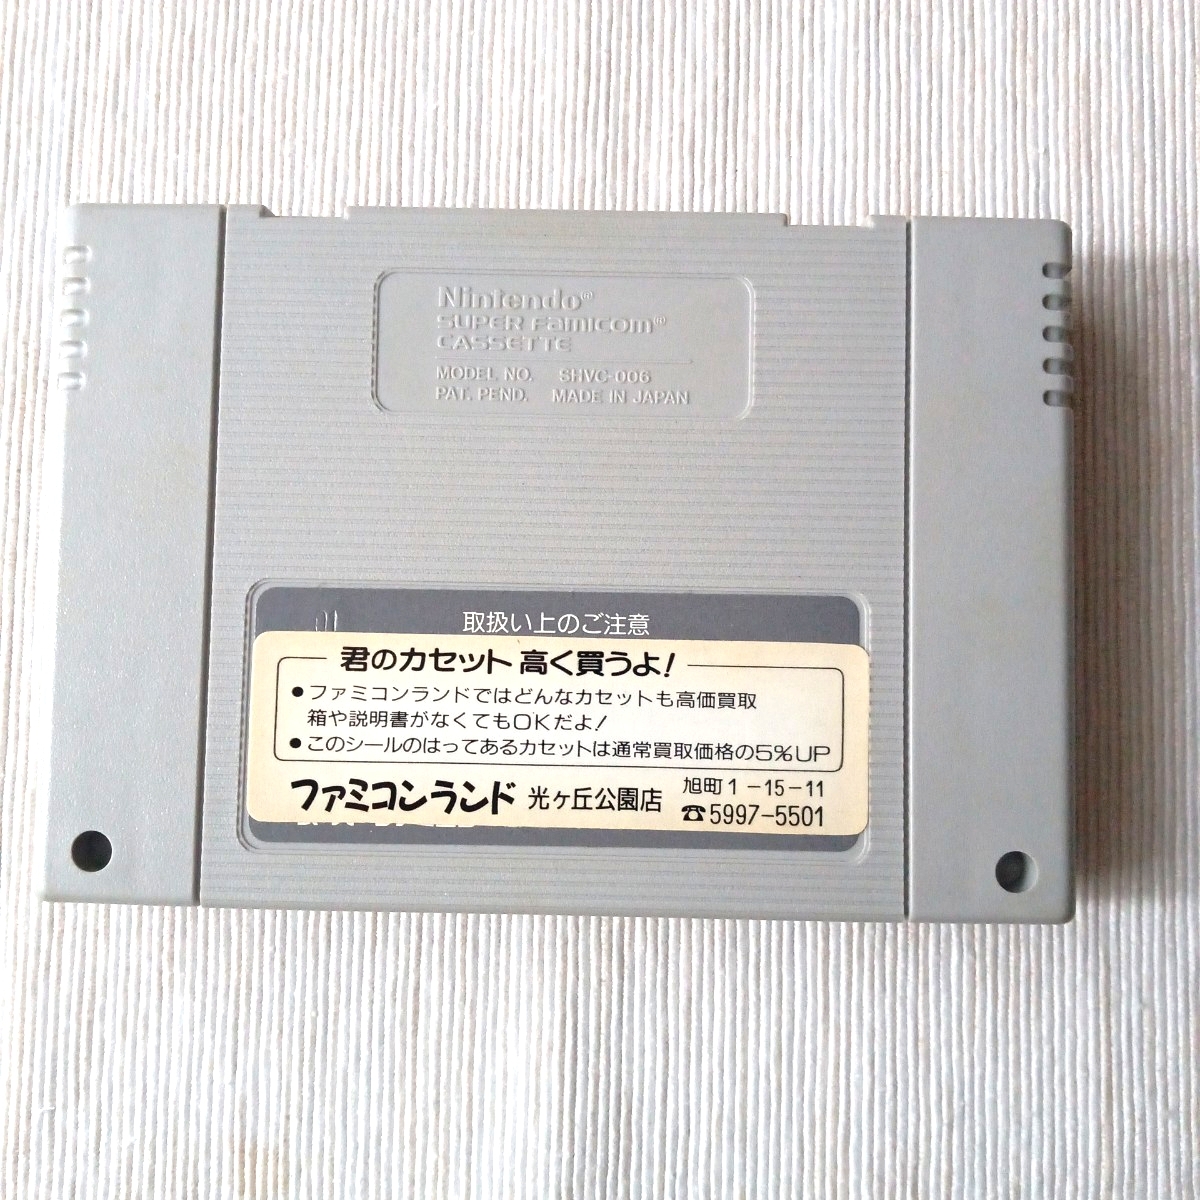 Nintendo®
SUPER Famicom®
CASSETTE
MODEL NO. SHVC-006
PAT. PEND. MADE IN JAPAN
取扱い上のご注意
君のカセット 高く買うよ!
●ファミコンランドではどんなカセットも高価買取
箱や説明書がなくてもOKだよ!
●このシールのはってあるカセットは通常買取価格の5%UP
ファミコンランド 光ヶ丘公園店
旭町1-15-11
☎5997-5501